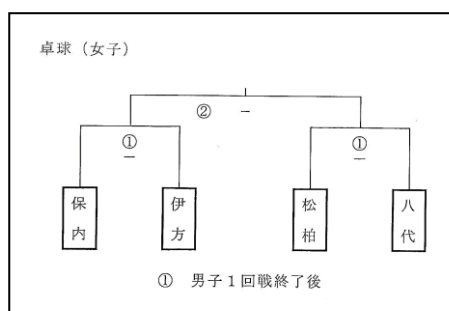 卓球（女子）
② －
① － ① －
保内 伊方 松柏 八代
① 男子１回戦終了後